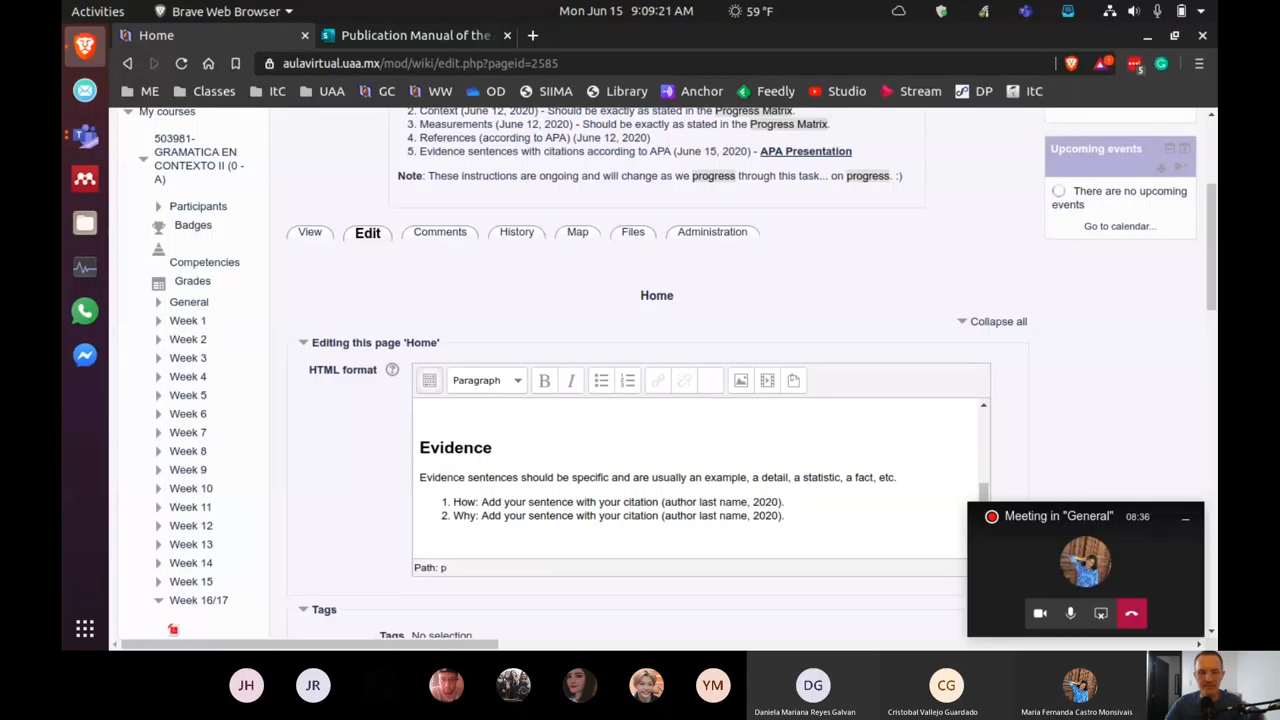 Activities
Brave Web Browser
Mon Jun 15 9:09:21 AM
59 °F
Home
Publication Manual of the
aulavirtual.uaa.mx/mod/wiki/edit.php?pageid=2585
1
5
ME
Classes
ItC
UAA
GC
WW
OD
SIIMA
Library
Anchor
Feedly
Studio
Stream
DP
ItC
My courses
503981-
GRAMATICA EN
CONTEXTO II (0 -
A)
Participants
Badges
Competencies
Grades
General
Week 1
Week 2
Week 3
Week 4
Week 5
Week 6
Week 7
Week 8
Week 9
Week 10
Week 11
Week 12
Week 13
Week 14
Week 15
Week 16/17
2. Context (June 12, 2020) - Should be exactly as stated in the Progress Matrix.
3. Measurements (June 12, 2020) - Should be exactly as stated in the Progress Matrix.
4. References (according to APA) (June 12, 2020)
5. Evidence sentences with citations according to APA (June 15, 2020) - APA Presentation
Note: These instructions are ongoing and will change as we progress through this task... on progress. :)
View
Edit
Comments
History
Map
Files
Administration
Home
Collapse all
Editing this page 'Home'
HTML format
Paragraph
B
I
Evidence
Evidence sentences should be specific and are usually an example, a detail, a statistic, a fact, etc.
1. How: Add your sentence with your citation (author last name, 2020).
2. Why: Add your sentence with your citation (author last name, 2020).
Path: p
Tags
Tags
No selection
Upcoming events
There are no upcoming
events
Go to calendar...
Meeting in "General"
08:36
JH
JR
YM
DG
CG
Daniela Mariana Reyes Galvan
Cristobal Vallejo Guardado
Maria Fernanda Castro Monsivais